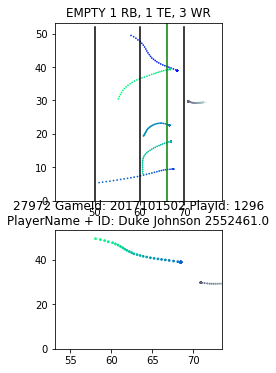 EMPTY 1 RB, 1 TE, 3 WR
50
40
30
20
10
0
50 60 70
27972 GameId: 2017101502 PlayId: 1296
PlayerName + ID: Duke Johnson 2552461.0
40
20
0
55 60 65 70